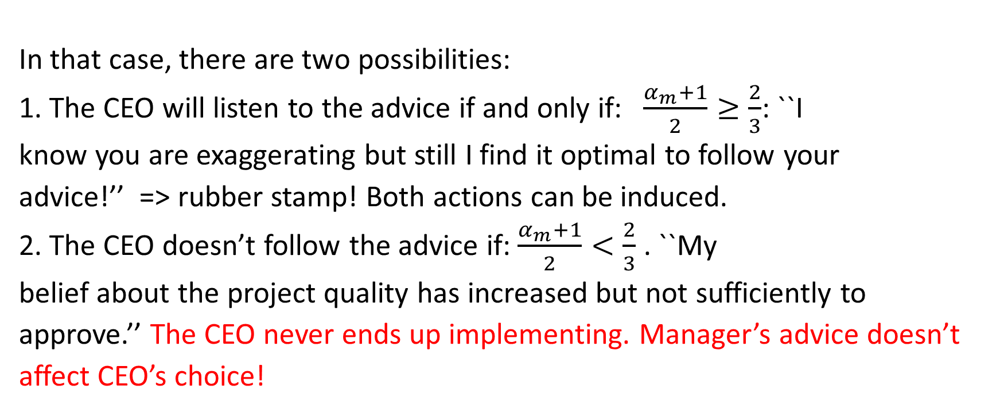 In that case, there are two possibilities:
1. The CEO will listen to the advice if and only if: $\frac{\alpha_m+1}{2} \geq \frac{2}{3}$: ``I
know you are exaggerating but still I find it optimal to follow your
advice!’’ => rubber stamp! Both actions can be induced.
2. The CEO doesn’t follow the advice if: $\frac{\alpha_m+1}{2} < \frac{2}{3}$ . ``My
belief about the project quality has increased but not sufficiently to
approve.’’ The CEO never ends up implementing. Manager’s advice doesn’t
affect CEO’s choice!